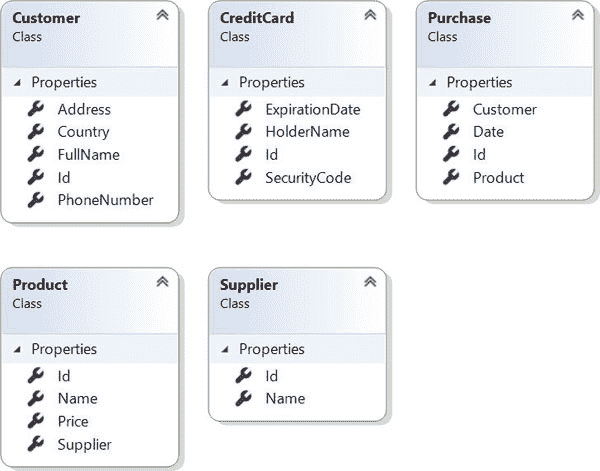 Customer
Class
Properties
Address
Country
FullName
Id
PhoneNumber
CreditCard
Class
Properties
ExpirationDate
HolderName
Id
SecurityCode
Purchase
Class
Properties
Customer
Date
Id
Product
Product
Class
Properties
Id
Name
Price
Supplier
Supplier
Class
Properties
Id
Name